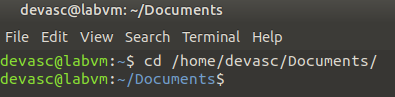 devasc@labvm: ~/Documents
File Edit View Search Terminal Help
devasc@labvm:~$ cd /home/devasc/Documents/
devasc@labvm:~/Documents$